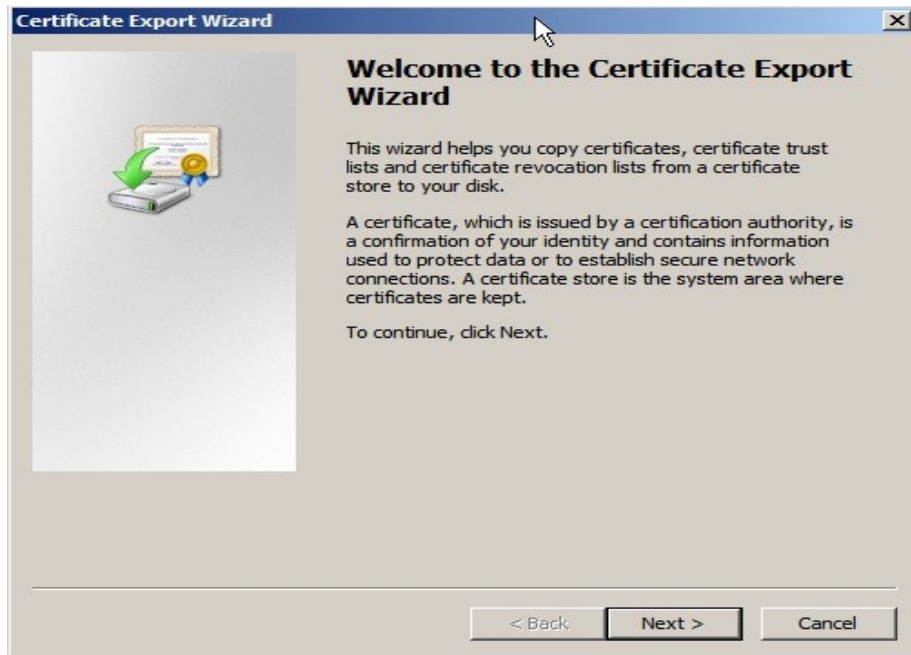 Certificate Export Wizard
Welcome to the Certificate Export
Wizard
This wizard helps you copy certificates, certificate trust
lists and certificate revocation lists from a certificate
store to your disk.
A certificate, which is issued by a certification authority, is
a confirmation of your identity and contains information
used to protect data or to establish secure network
connections. A certificate store is the system area where
certificates are kept.
To continue, click Next.
< Back
Next >
Cancel